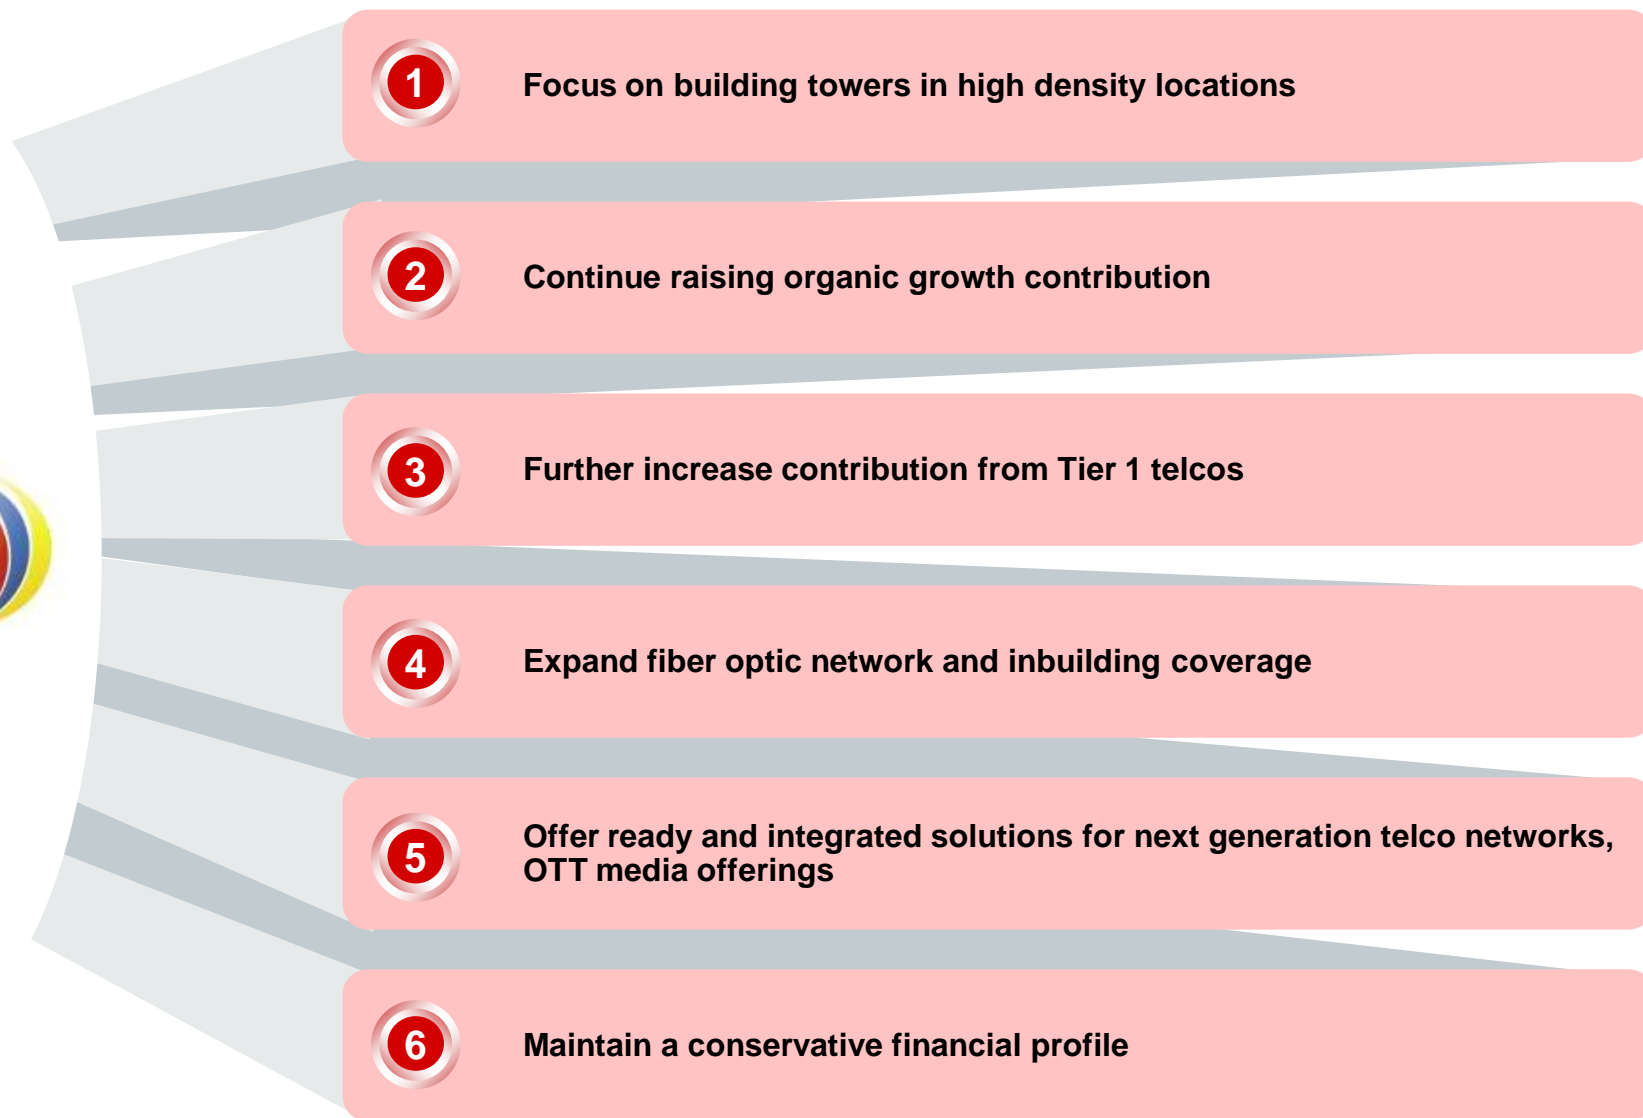 1
Focus on building towers in high density locations
2
Continue raising organic growth contribution
3
Further increase contribution from Tier 1 telcos
4
Expand fiber optic network and inbuilding coverage
5
Offer ready and integrated solutions for next generation telco networks,
OTT media offerings
6
Maintain a conservative financial profile